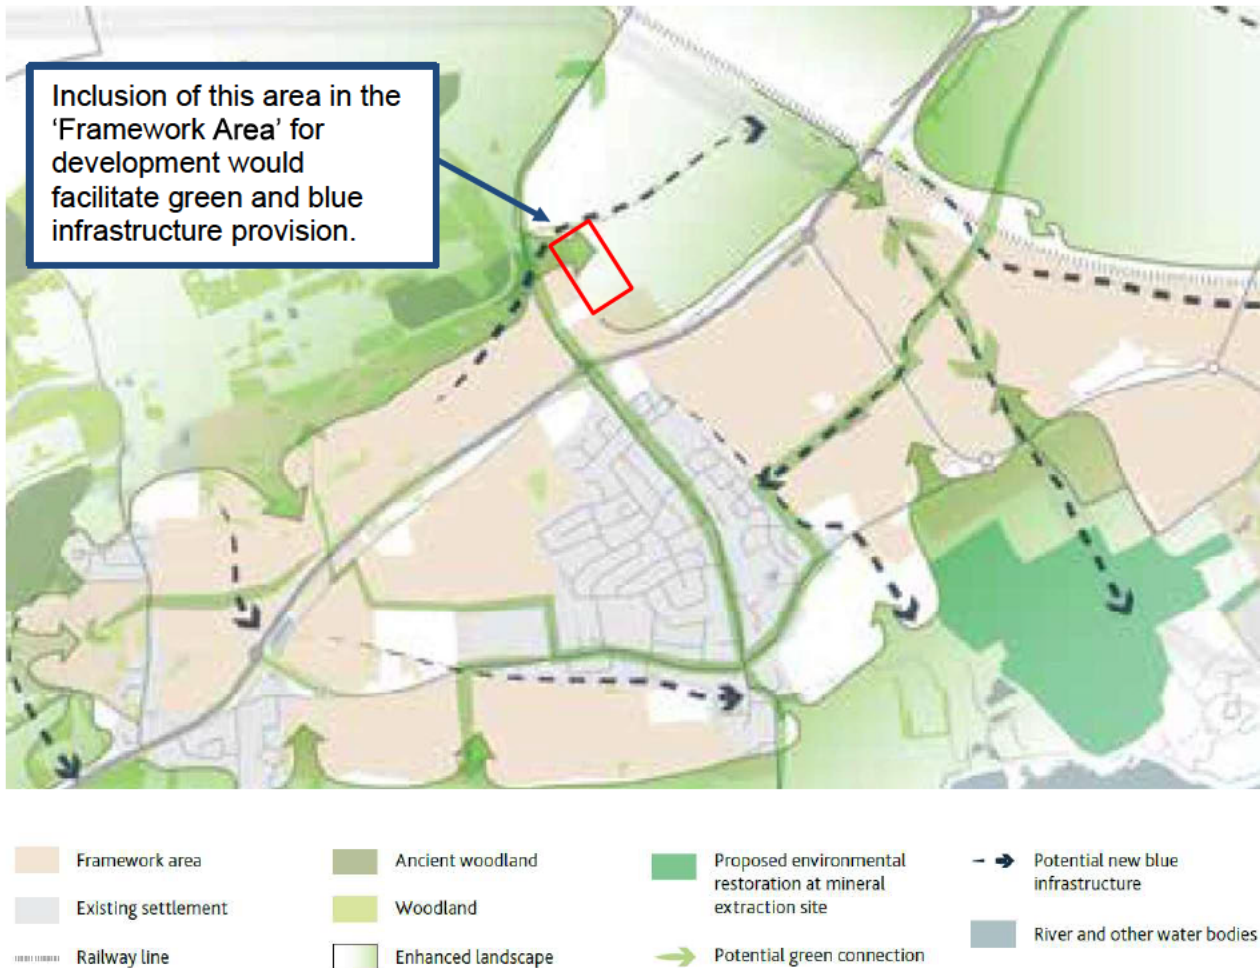 Inclusion of this area in the
‘Framework Area’ for
development would
facilitate green and blue
infrastructure provision.
Framework area
Existing settlement
Railway line
Ancient woodland
Woodland
Enhanced landscape
Proposed environmental
restoration at mineral
extraction site
Potential green connection
Potential new blue
infrastructure
River and other water bodies